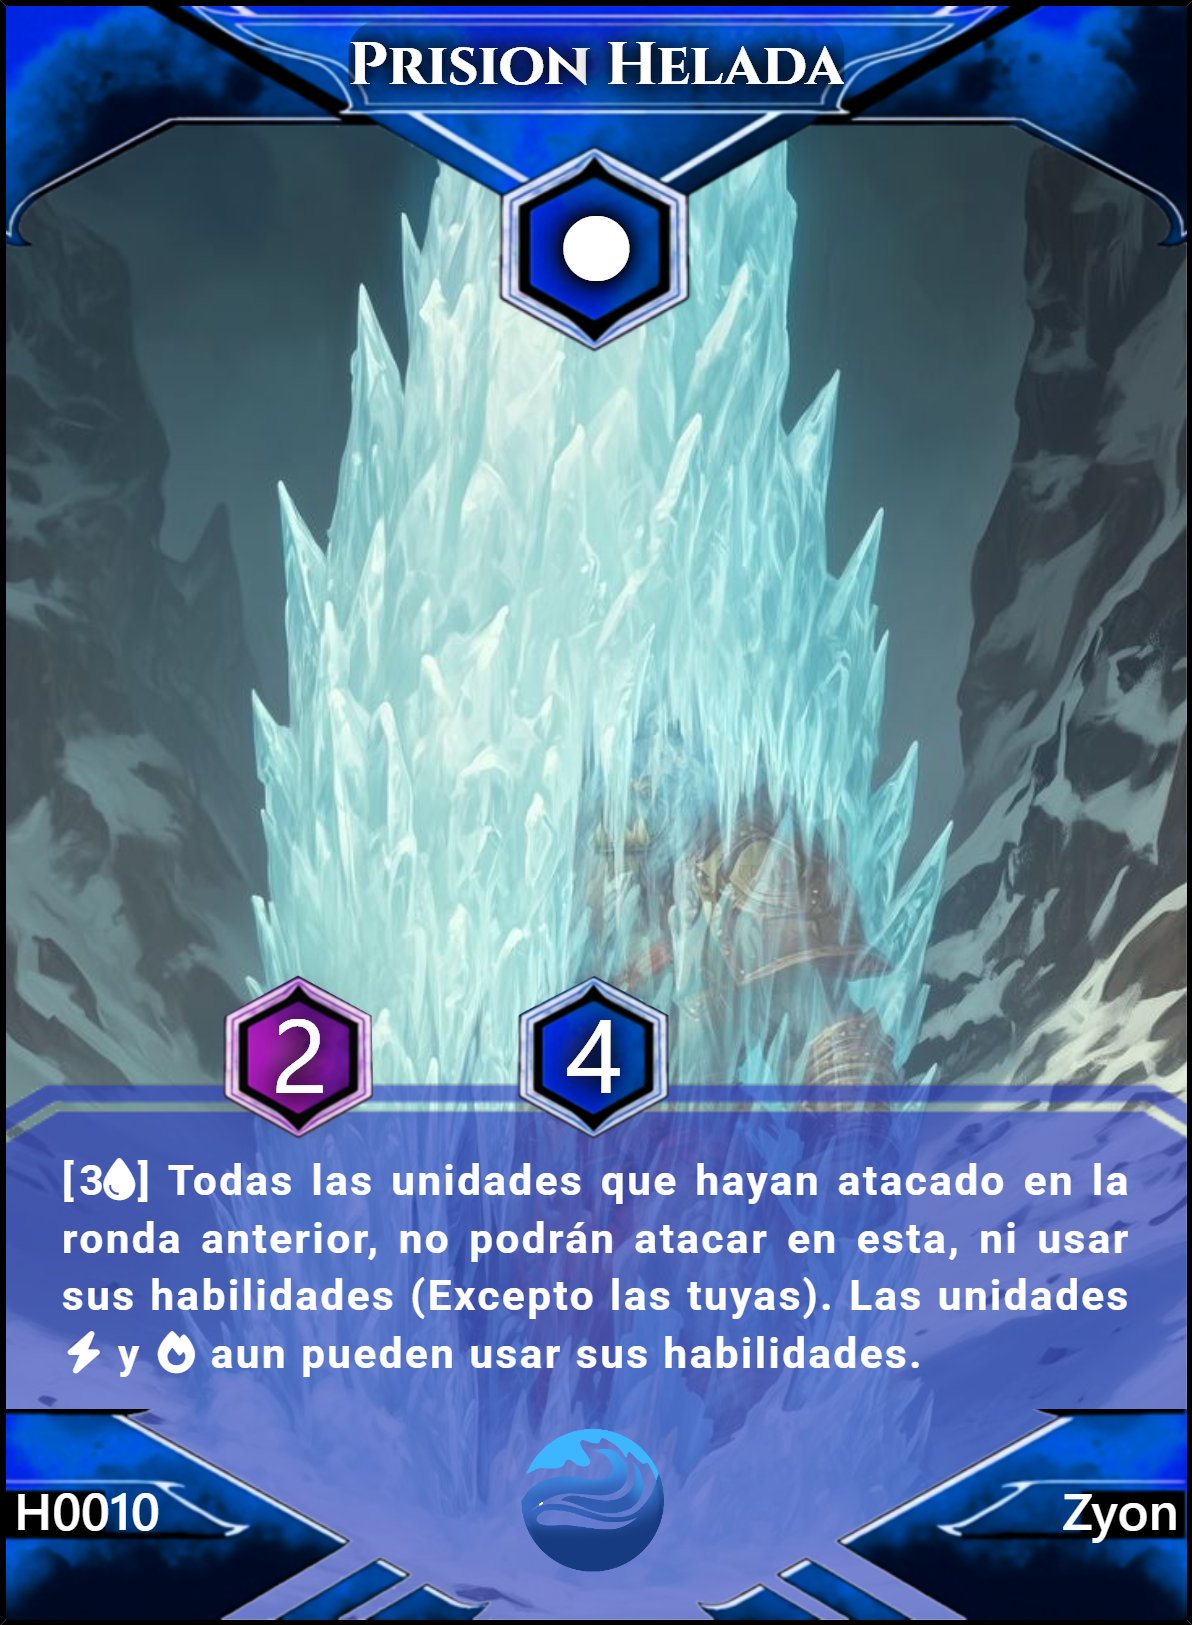 Prision Helada
2
4
[3💧] Todas las unidades que hayan atacado en la
ronda anterior, no podrán atacar en esta, ni usar
sus habilidades (Excepto las tuyas). Las unidades
⚡ y 🔥 aun pueden usar sus habilidades.
H0010
Zyon